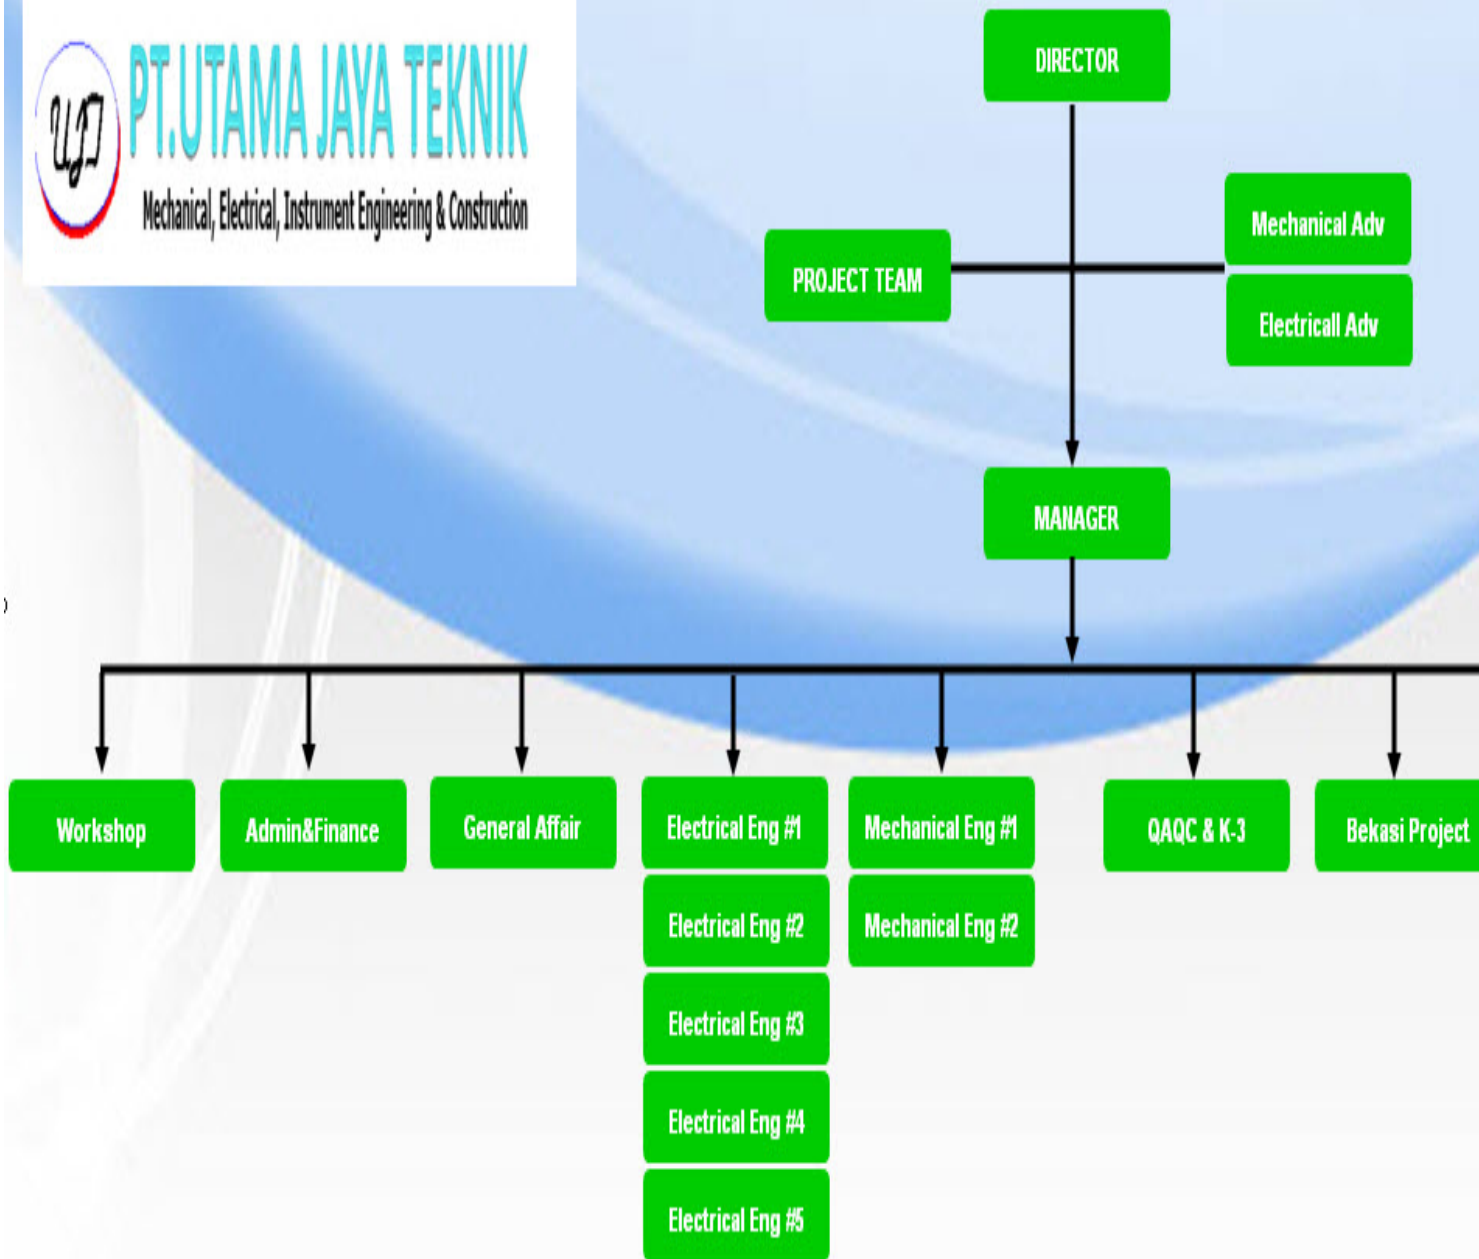 UJT
PT.UTAMA JAYA TEKNIK
Mechanical, Electrical, Instrument Engineering & Construction
DIRECTOR
Mechanical Adv
PROJECT TEAM
Electricall Adv
MANAGER
Workshop
Admin&Finance
General Affair
Electrical Eng #1
Mechanical Eng #1
QAQC & K-3
Bekasi Project
Electrical Eng #2
Mechanical Eng #2
Electrical Eng #3
Electrical Eng #4
Electrical Eng #5